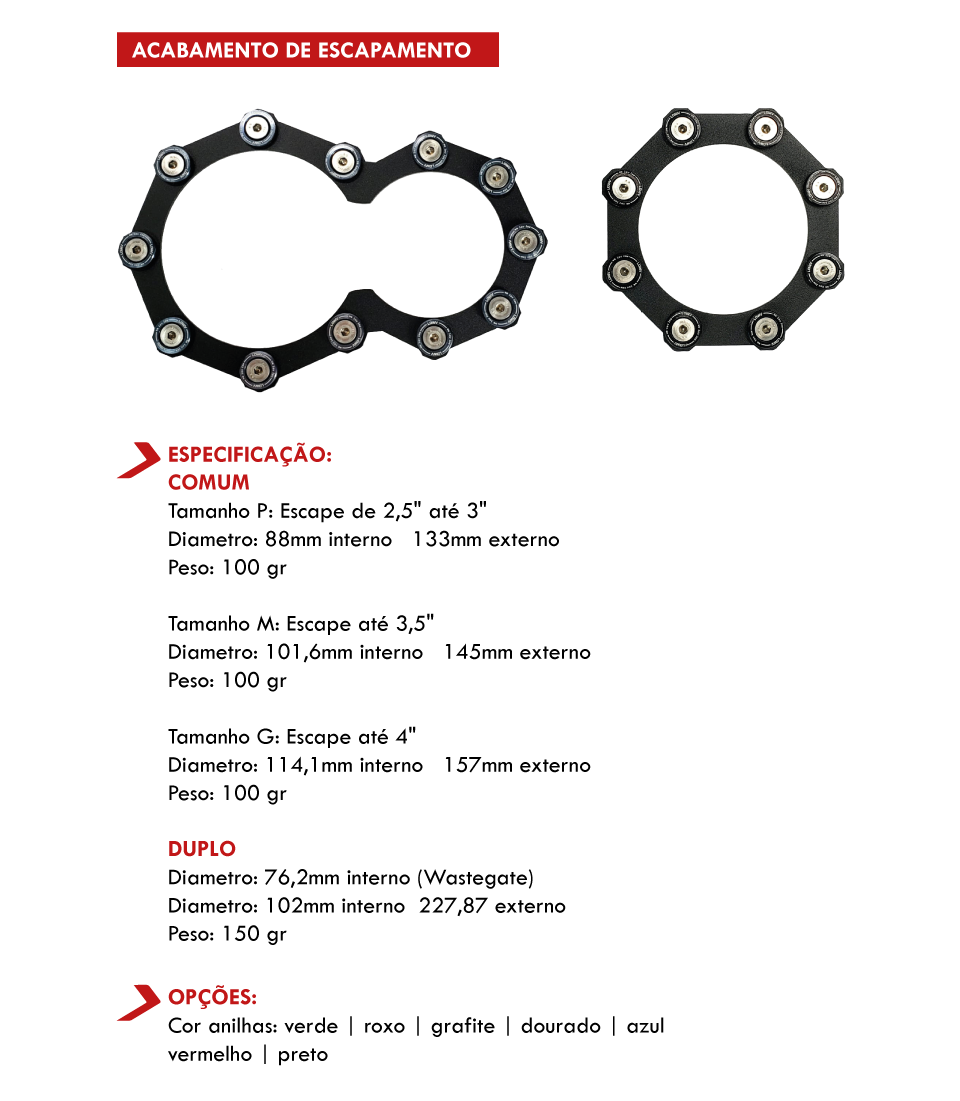 ACABAMENTO DE ESCAPAMENTO
ESPECIFICAÇÃO:
COMUM
Tamanho P: Escape de 2,5" até 3"
Diametro: 88mm interno 133mm externo
Peso: 100 gr
Tamanho M: Escape até 3,5"
Diametro: 101,6mm interno 145mm externo
Peso: 100 gr
Tamanho G: Escape até 4"
Diametro: 114,1mm interno 157mm externo
Peso: 100 gr
DUPLO
Diametro: 76,2mm interno (Wastegate)
Diametro: 102mm interno 227,87 externo
Peso: 150 gr
OPÇÕES:
Cor anilhas: verde | roxo | grafite | dourado | azul
vermelho | preto